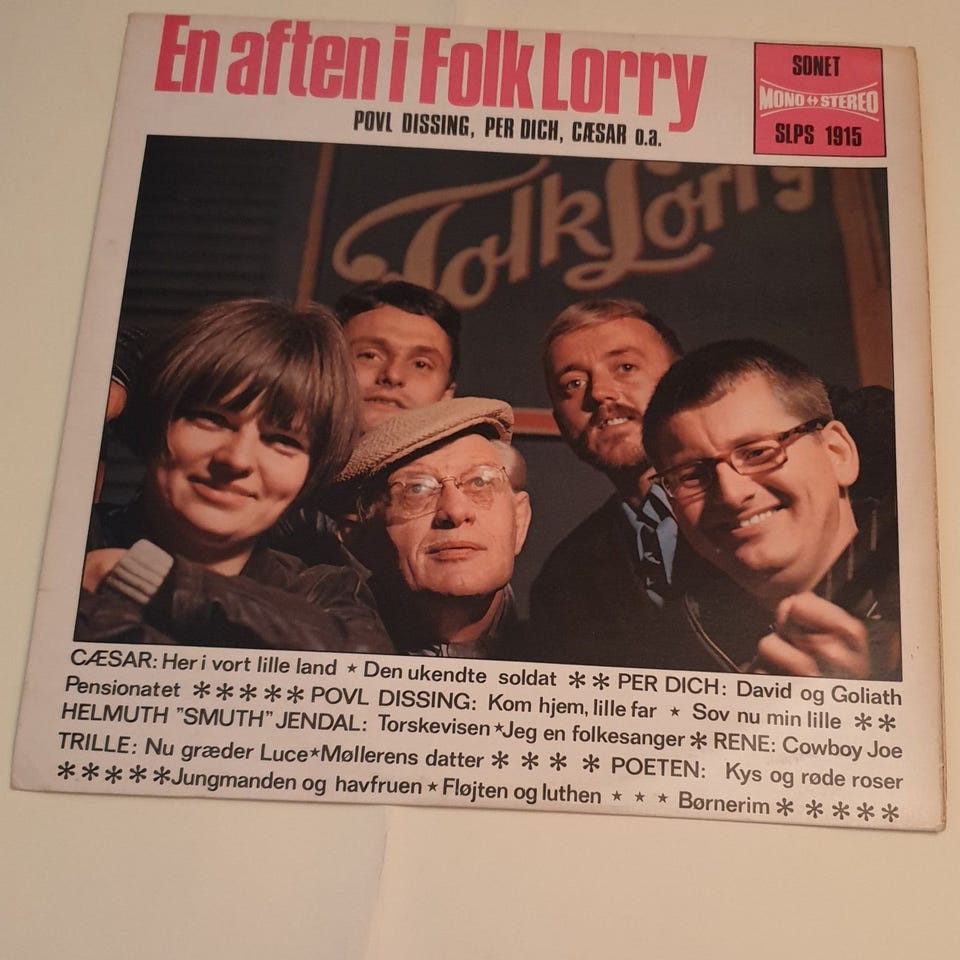 En aften i Folk Lorry
POVL DISSING, PER DICH, CÆSAR o.a.
SONET
MONO ↔ STEREO
SLPS 1915
Folk Lorry
CÆSAR: Her i vort lille land ★ Den ukendte soldat ✻✻ PER DICH: David og Goliath
Pensionatet ✻✻✻✻✻ POVL DISSING: Kom hjem, lille far ★ Sov nu min lille ✻✻
HELMUTH "SMUTH" JENDAL: Torskevisen ★ Jeg en folkesanger ✻ RENE: Cowboy Joe
TRILLE: Nu græder Luce ★ Møllerens datter ✻ ✻ ✻ ✻ POETEN: Kys og røde roser
✻✻✻✻✻ Jungmanden og havfruen ★ Fløjten og luthen ★ ★ ★ Børnerim ✻ ✻ ✻ ✻ ✻